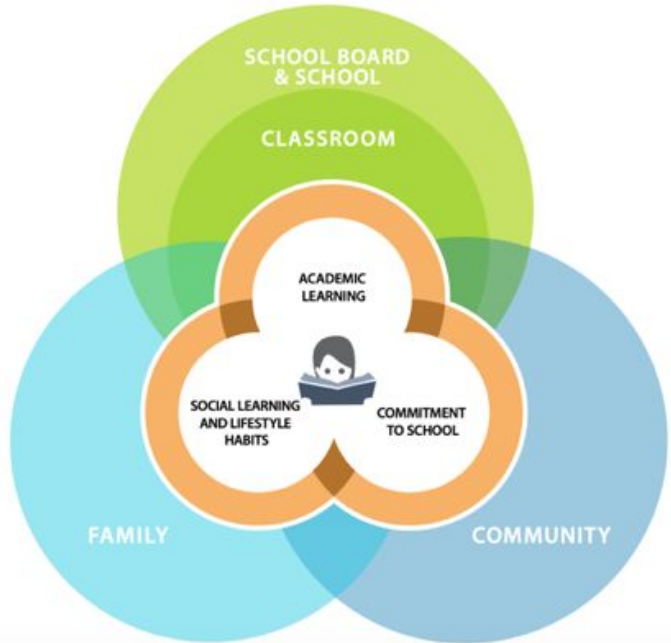 SCHOOL BOARD
& SCHOOL
CLASSROOM
ACADEMIC
LEARNING
SOCIAL LEARNING
AND LIFESTYLE
HABITS
COMMITMENT
TO SCHOOL
FAMILY
COMMUNITY